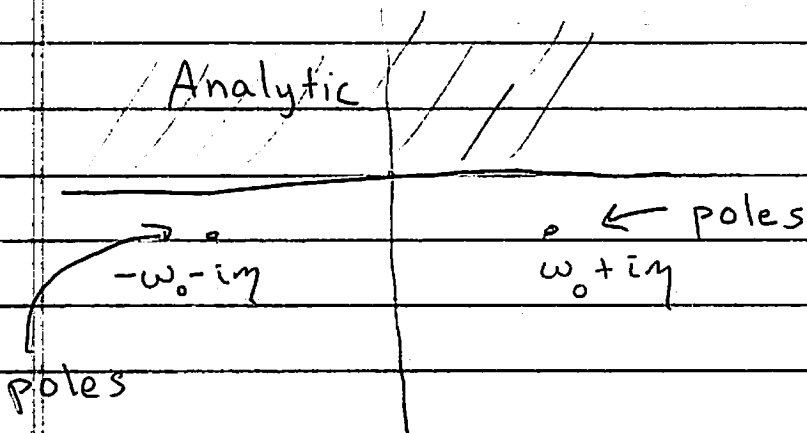 Analytic
poles
-ω₀-iη
ω₀+iη
poles